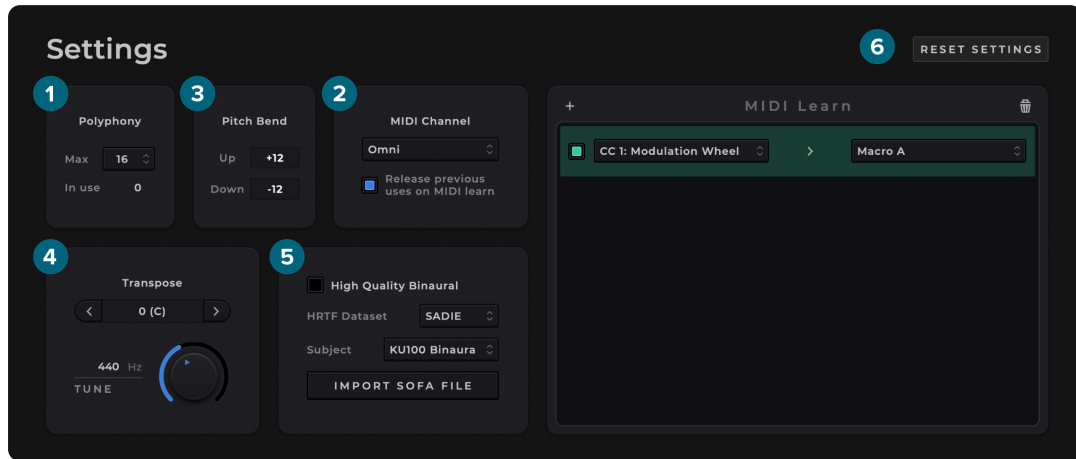 Settings
6
RESET SETTINGS
1
Polyphony
Max 16
In use 0
3
Pitch Bend
Up +12
Down -12
2
MIDI Channel
Omni
Release previous
uses on MIDI learn
+ MIDI Learn
CC 1: Modulation Wheel > Macro A
4
Transpose
< 0 (C) >
440 Hz
TUNE
5
High Quality Binaural
HRTF Dataset SADIE
Subject KU100 Binaura
IMPORT SOFA FILE